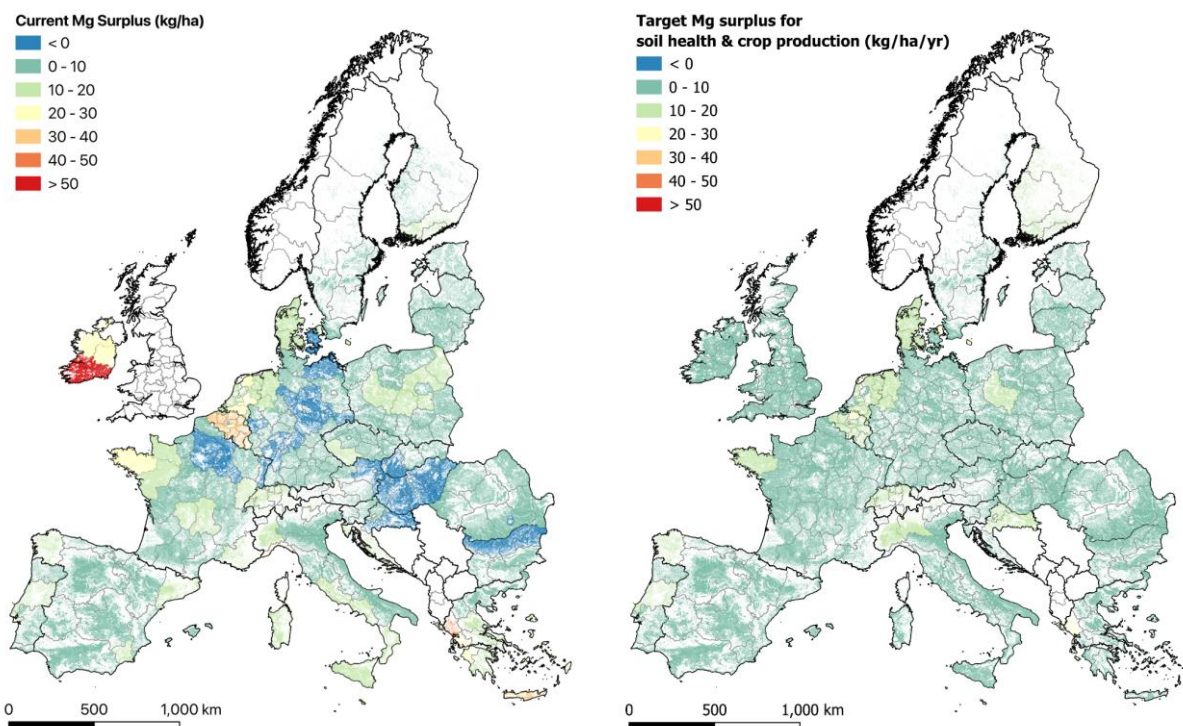 Current Mg Surplus (kg/ha)
< 0
0 - 10
10 - 20
20 - 30
30 - 40
40 - 50
> 50
0 500 1,000 km
Target Mg surplus for
soil health & crop production (kg/ha/yr)
< 0
0 - 10
10 - 20
20 - 30
30 - 40
40 - 50
> 50
0 500 1,000 km